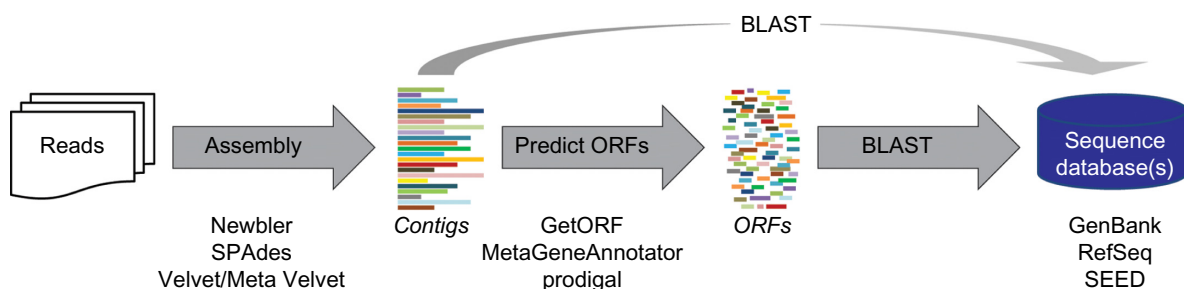 BLAST
Reads
Assembly
Predict ORFs
BLAST
Sequence
database(s)
Contigs
ORFs
Newbler
SPAdes
Velvet/Meta Velvet
GetORF
MetaGeneAnnotator
prodigal
GenBank
RefSeq
SEED